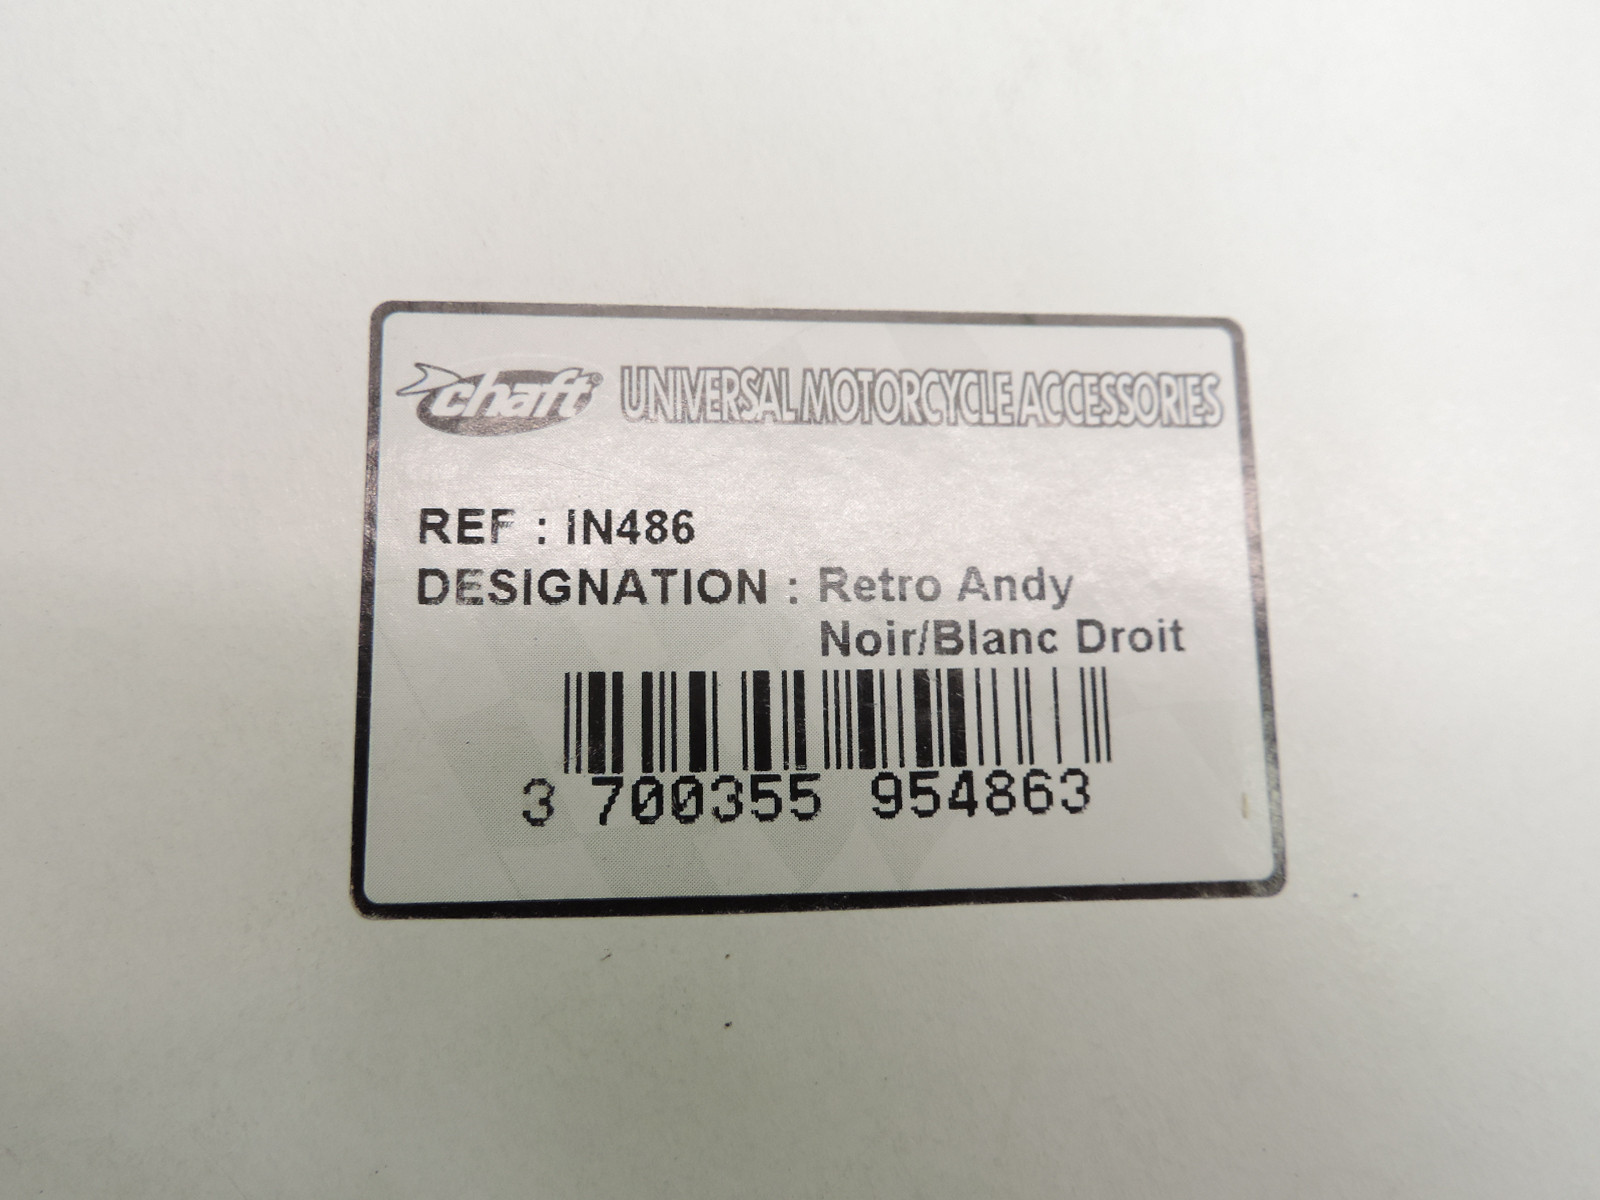 chaft® UNIVERSAL MOTORCYCLE ACCESSORIES
REF : IN486
DESIGNATION : Retro Andy
Noir/Blanc Droit
3 700355 954863